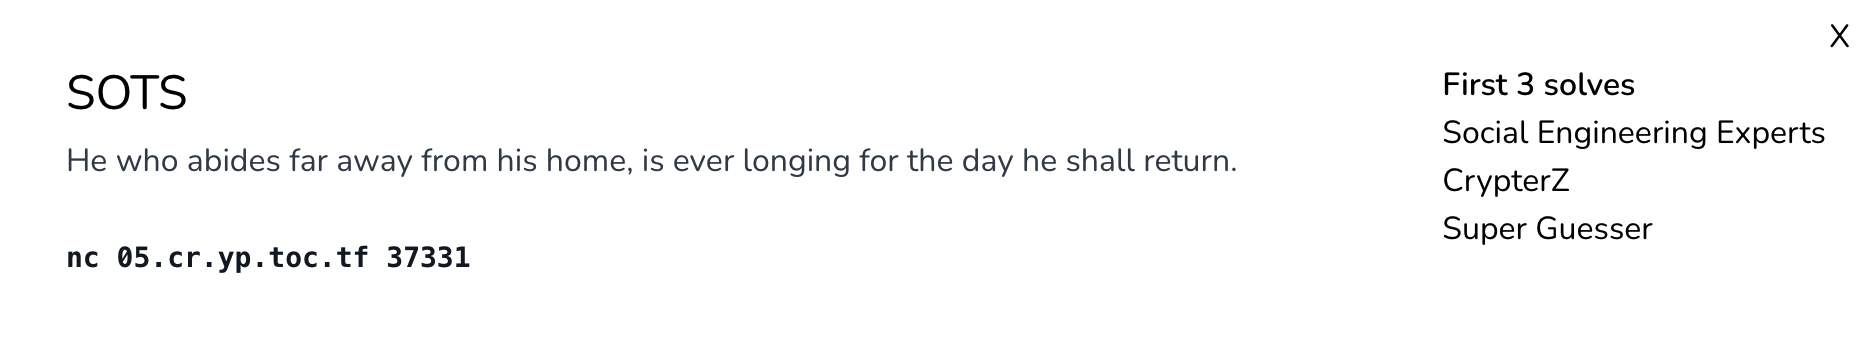 X
SOTS
He who abides far away from his home, is ever longing for the day he shall return.
nc 05.cr.yp.toc.tf 37331
First 3 solves
Social Engineering Experts
CrypterZ
Super Guesser